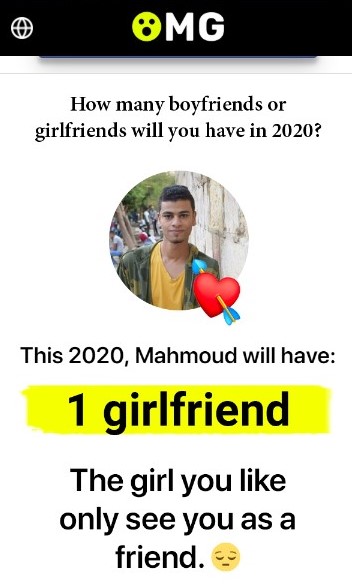 OMG
How many boyfriends or
girlfriends will you have in 2020?
This 2020, Mahmoud will have:
1 girlfriend
The girl you like
only see you as a
friend. 😔